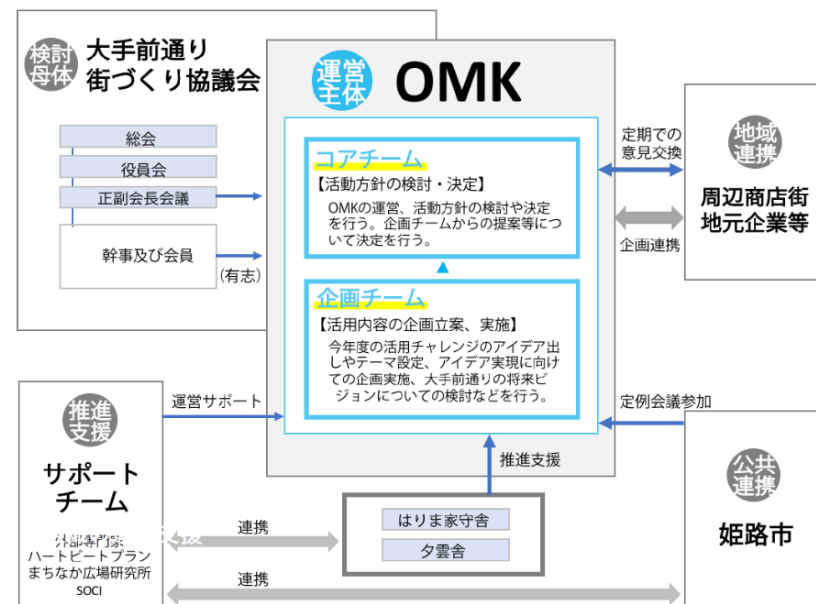 検討
母体
大手前通り
街づくり協議会
総会
役員会
正副会長会議
幹事及び会員
(有志)
運営
主体
OMK
コアチーム
【活動方針の検討・決定】
OMKの運営、活動方針の検討や決定
を行う。企画チームからの提案等につ
いて決定を行う。
企画チーム
【活用内容の企画立案、実施】
今年度の活用チャレンジのアイデア出
しやテーマ設定、アイデア実現に向け
ての企画実施、大手前通りの将来ビ
ジョンについての検討などを行う。
定期での
意見交換
企画連携
地域
連携
周辺商店街
地元企業等
推進
支援
サポート
チーム
外部専門家
ハートビートプラン
まちなか広場研究所
SOCI
運営サポート
推進支援
はりま家守舎
夕雲舎
連携
連携
定例会議参加
公共
連携
姫路市